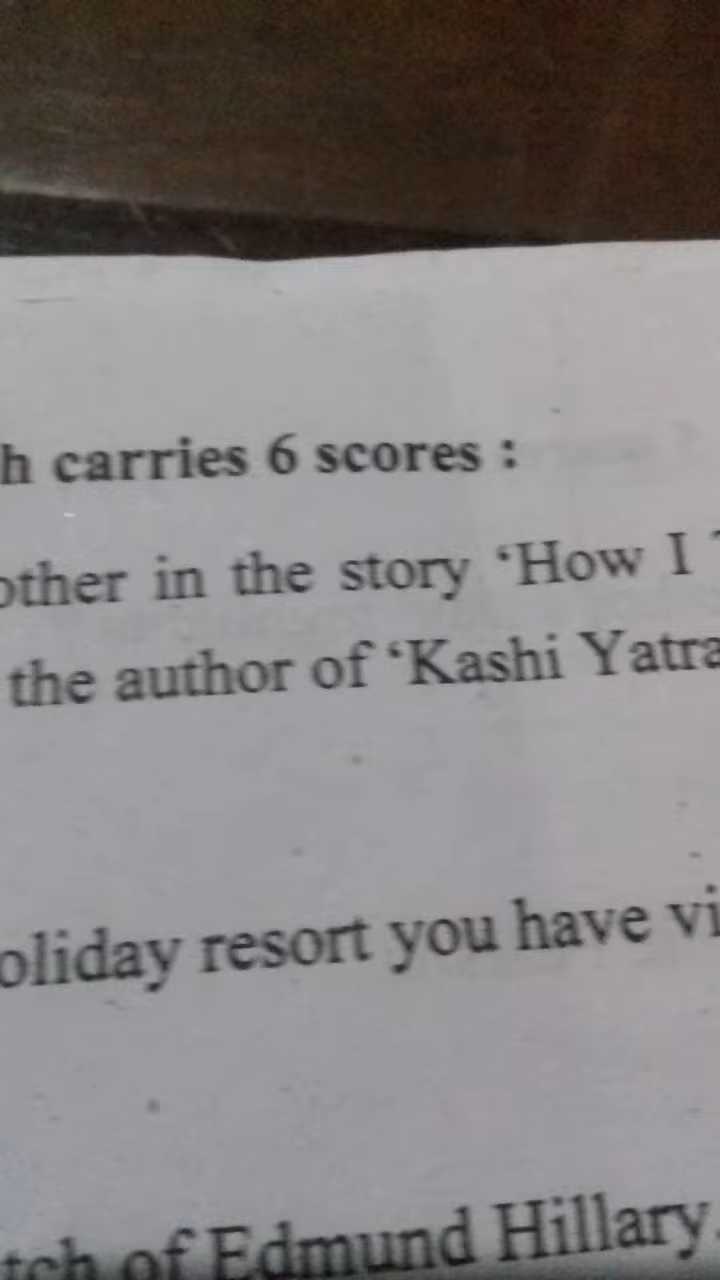 h carries 6 scores :
other in the story ‘How I
the author of ‘Kashi Yatra
oliday resort you have vi
tch of Edmund Hillary.